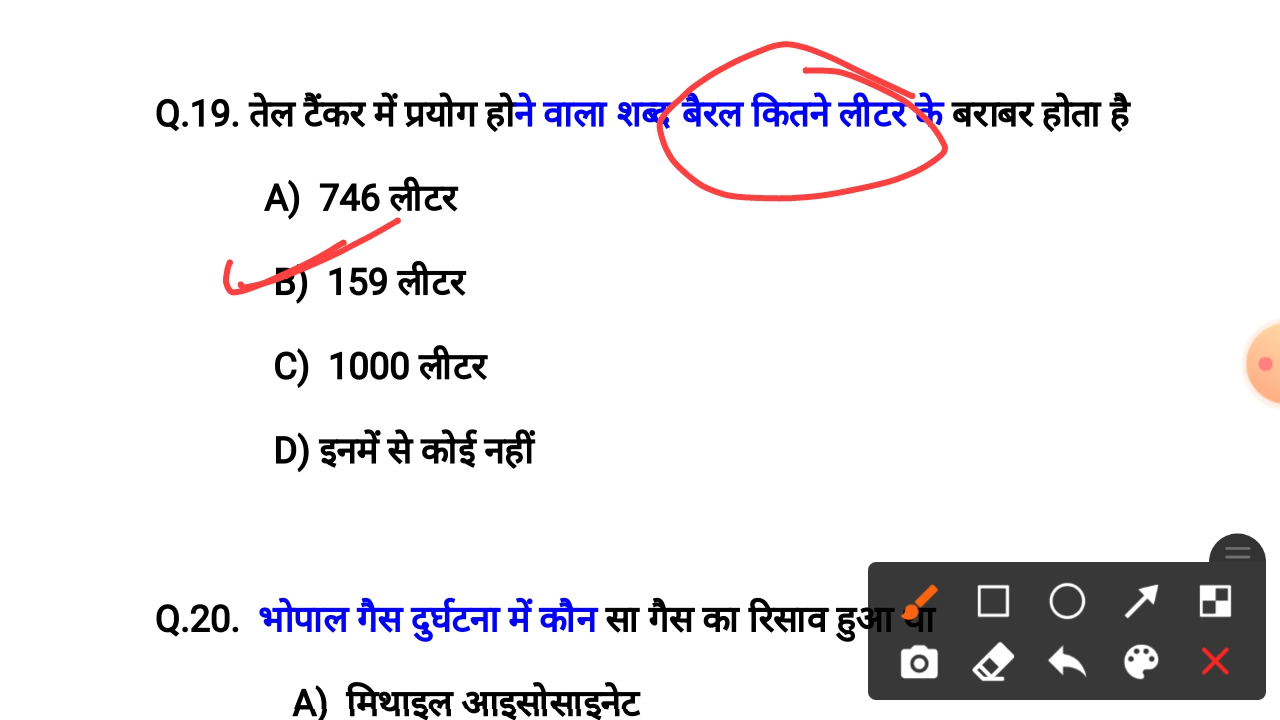 Q.19. तेल टैंकर में प्रयोग होने वाला शब्द बैरल कितने लीटर के बराबर होता है
A) 746 लीटर
B) 159 लीटर
C) 1000 लीटर
D) इनमें से कोई नहीं
Q.20. भोपाल गैस दुर्घटना में कौन सा गैस का रिसाव हुआ था
A) मिथाइल आइसोसाइनेट